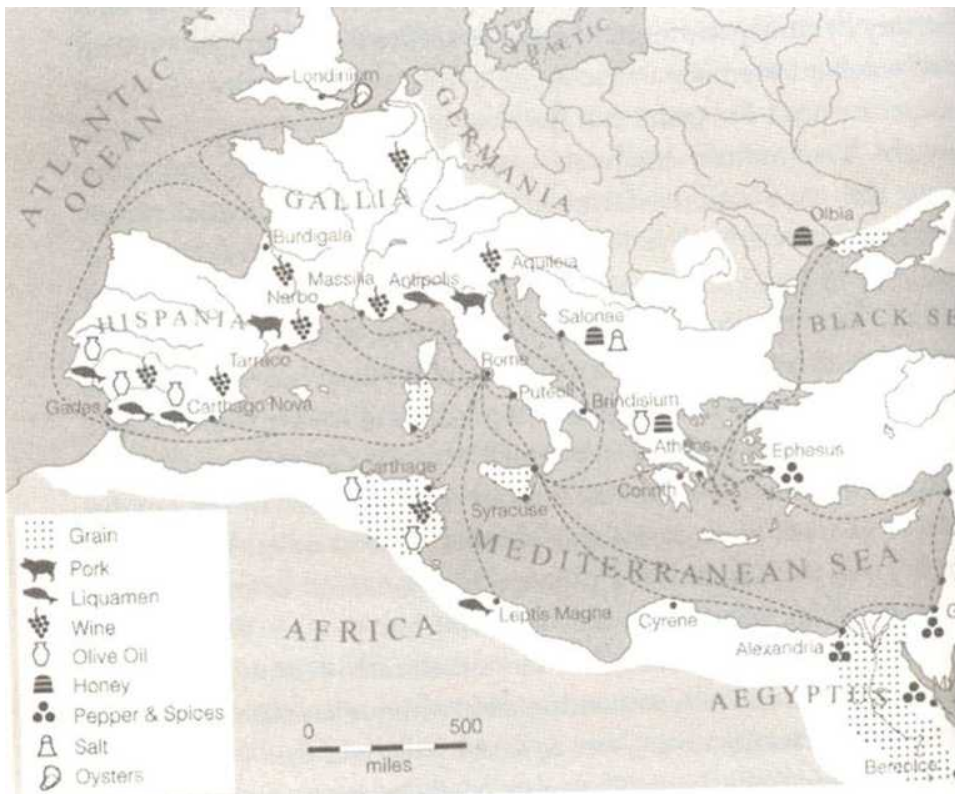 BALTIC
Londinium
ATLANTIC
OCEAN
GERMANIA
GALLIA
Olbia
Burdigala
Massilia
Antipolis
Aquileia
Narbo
HISPANIA
Salonae
BLACK SE
Tarraco
Rome
Puteoli
Brindisium
Gades
Carthago Nova
Athens
Ephesus
Carthage
Corinth
Syracuse
MEDITERRANEAN SEA
Leptis Magna
Cyrene
AFRICA
Alexandria
G
AEGYPTUS
M
Berenice
Grain
Pork
Liquamen
Wine
Olive Oil
Honey
Pepper & Spices
Salt
Oysters
0
500
miles